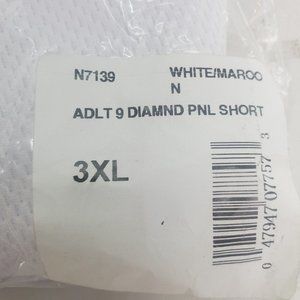 N7139 WHITE/MAROO
N
ADLT 9 DIAMND PNL SHORT
3XL
0 47947 07757 3